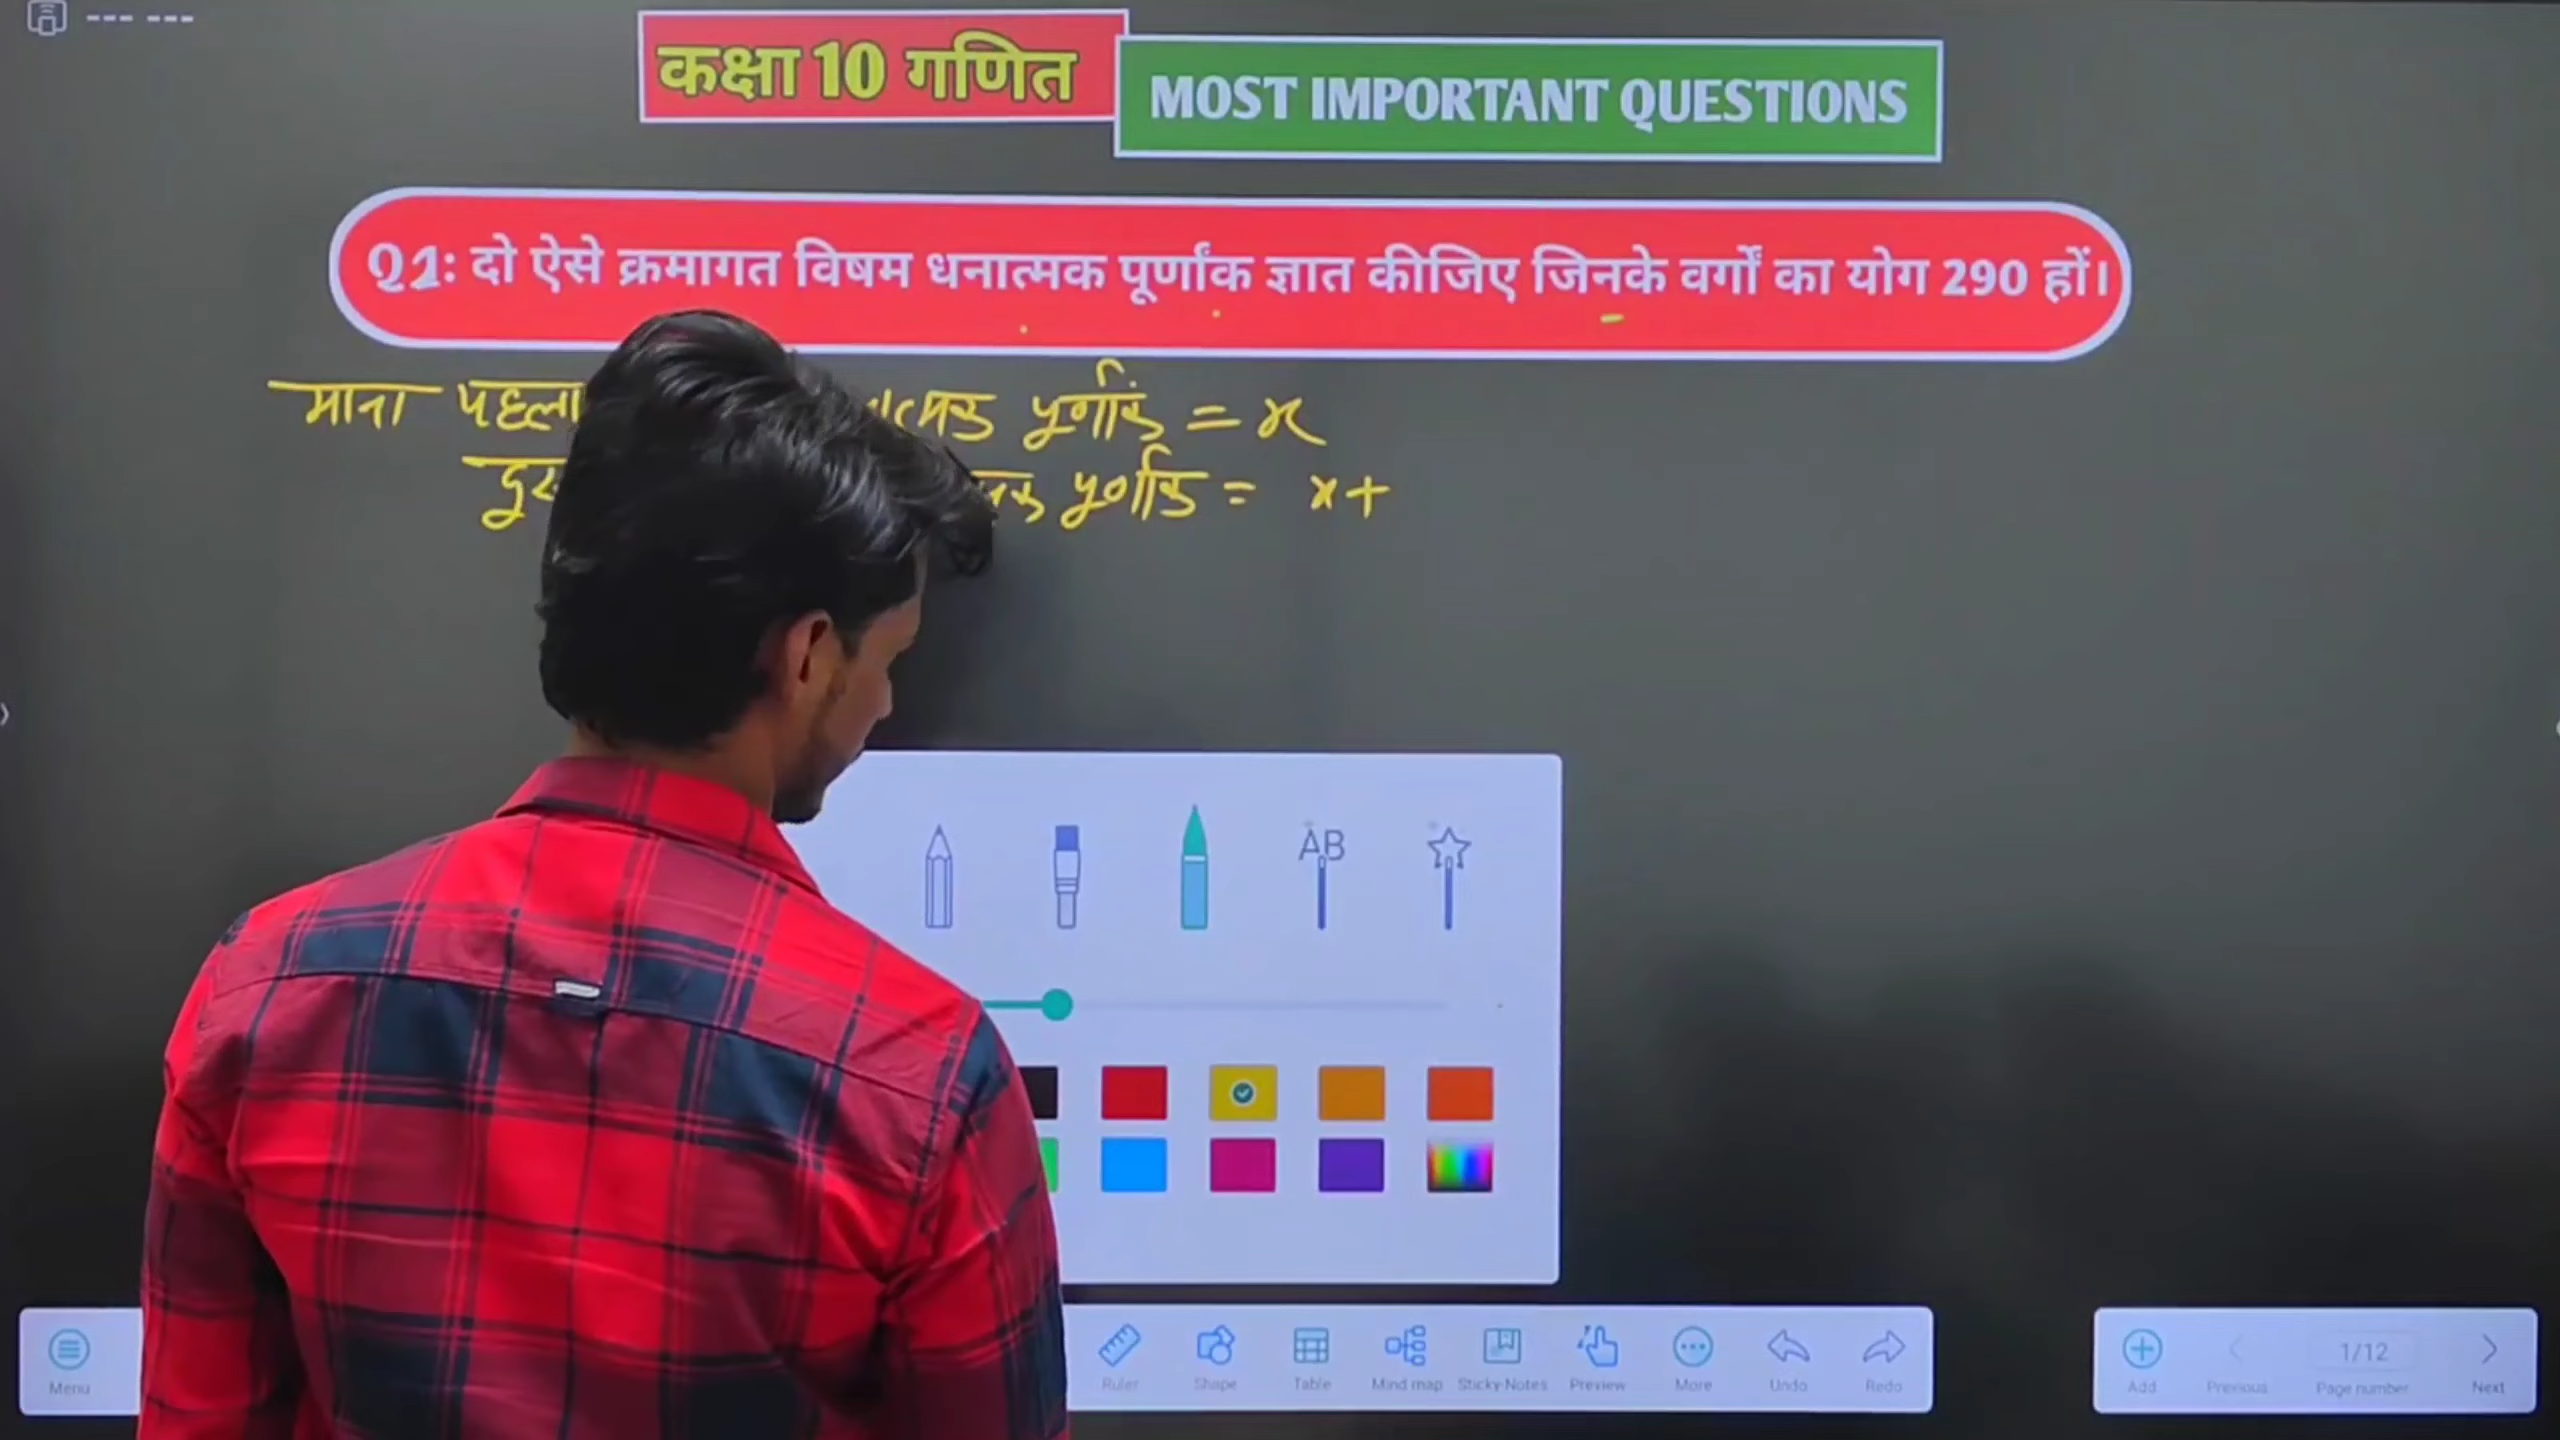 --- ---
कक्षा 10 गणित
MOST IMPORTANT QUESTIONS
Q1: दो ऐसे क्रमागत विषम धनात्मक पूर्णांक ज्ञात कीजिए जिनके वर्गों का योग 290 हों।
माना पहला पूर्णांक = x
पूर्णांक = x+
AB
Menu
Ruler Shape Table Mind map Sticky Notes Preview More Undo Redo
Add Previous 1/12 Page number Next